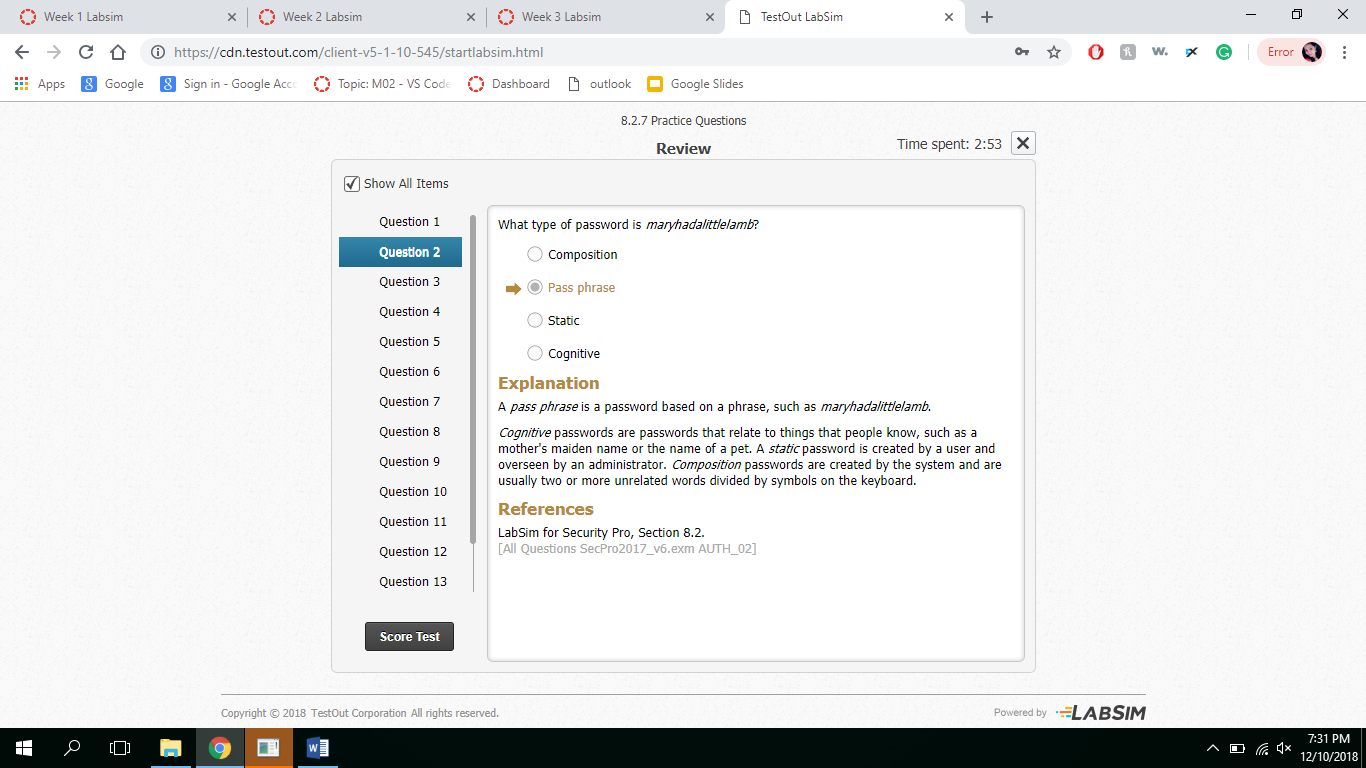 Week 1 Labsim
Week 2 Labsim
Week 3 Labsim
TestOut LabSim
https://cdn.testout.com/client-v5-1-10-545/startlabsim.html
Error
Apps
Google
Sign in - Google Acco
Topic: M02 - VS Code
Dashboard
outlook
Google Slides
8.2.7 Practice Questions
Review
Time spent: 2:53
Show All Items
Question 1
Question 2
Question 3
Question 4
Question 5
Question 6
Question 7
Question 8
Question 9
Question 10
Question 11
Question 12
Question 13
Score Test
What type of password is maryhadalittlelamb?
Composition
Pass phrase
Static
Cognitive
Explanation
A pass phrase is a password based on a phrase, such as maryhadalittlelamb.
Cognitive passwords are passwords that relate to things that people know, such as a
mother's maiden name or the name of a pet. A static password is created by a user and
overseen by an administrator. Composition passwords are created by the system and are
usually two or more unrelated words divided by symbols on the keyboard.
References
LabSim for Security Pro, Section 8.2.
[All Questions SecPro2017_v6.exm AUTH_02]
Copyright © 2018 TestOut Corporation All rights reserved.
Powered by LABSIM
7:31 PM
12/10/2018